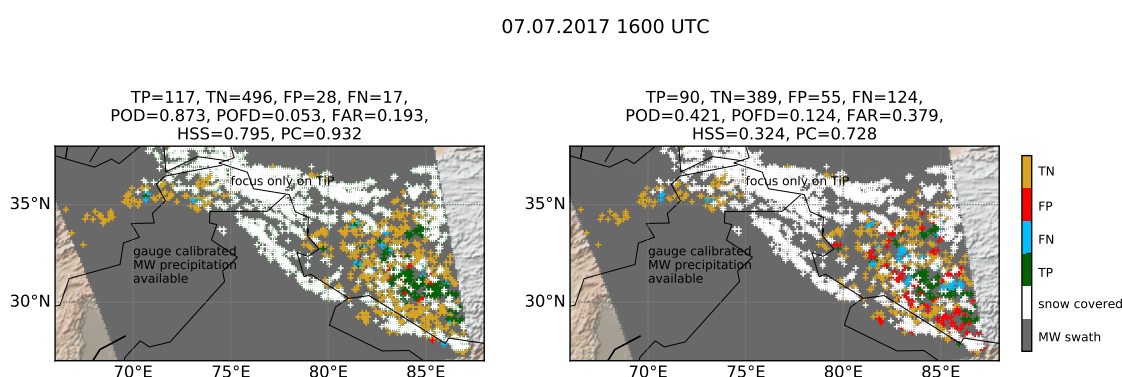 07.07.2017 1600 UTC
TP=117, TN=496, FP=28, FN=17,
POD=0.873, POFD=0.053, FAR=0.193,
HSS=0.795, PC=0.932
TP=90, TN=389, FP=55, FN=124,
POD=0.421, POFD=0.124, FAR=0.379,
HSS=0.324, PC=0.728
focus only on TiP
gauge calibrated
MW precipitation
available
35°N
30°N
70°E
75°E
80°E
85°E
focus only on TiP
gauge calibrated
MW precipitation
available
35°N
30°N
70°E
75°E
80°E
85°E
TN
FP
FN
TP
snow covered
MW swath